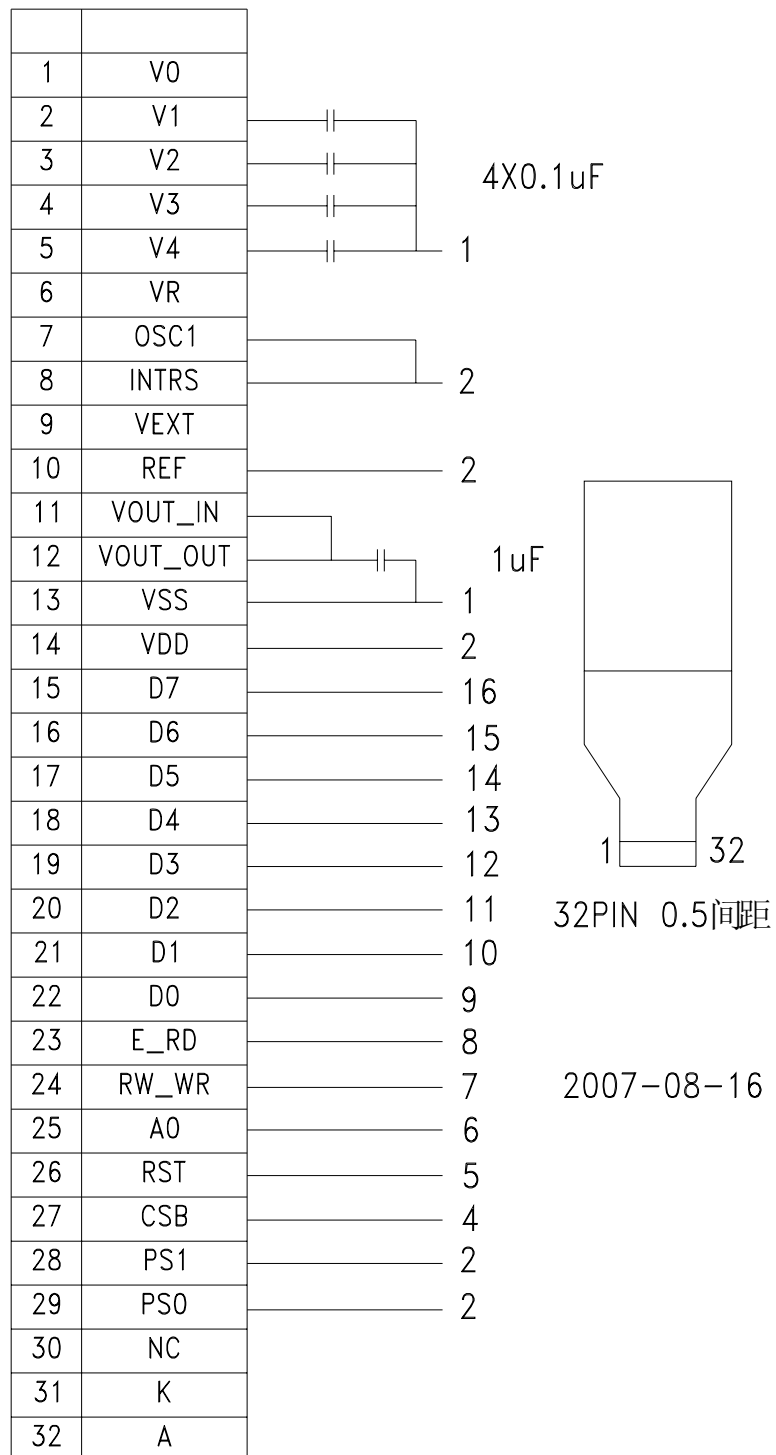 1 V0
2 V1
3 V2
4X0.1uF
4 V3
5 V4 1
6 VR
7 OSC1
8 INTRS 2
9 VEXT
10 REF 2
11 VOUT_IN
12 VOUT_OUT 1uF
13 VSS 1
14 VDD 2
15 D7 16
16 D6 15
17 D5 14
18 D4 13
19 D3 12
1 32
20 D2 11
32PIN 0.5间距
21 D1 10
22 D0 9
23 E_RD 8
24 RW_WR 7
2007-08-16
25 A0 6
26 RST 5
27 CSB 4
28 PS1 2
29 PS0 2
30 NC
31 K
32 A